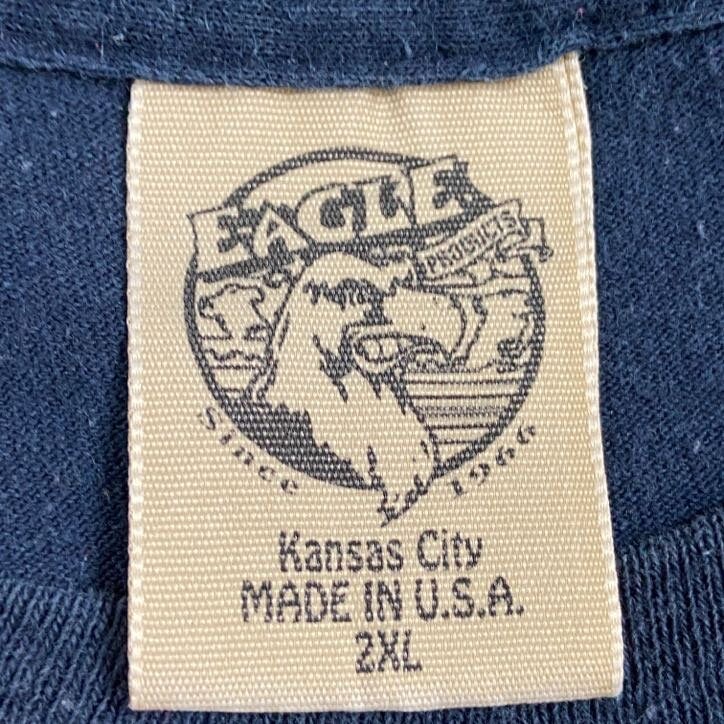 EAGLE
PRODUCTS
Since 1966
Kansas City
MADE IN U.S.A.
2XL